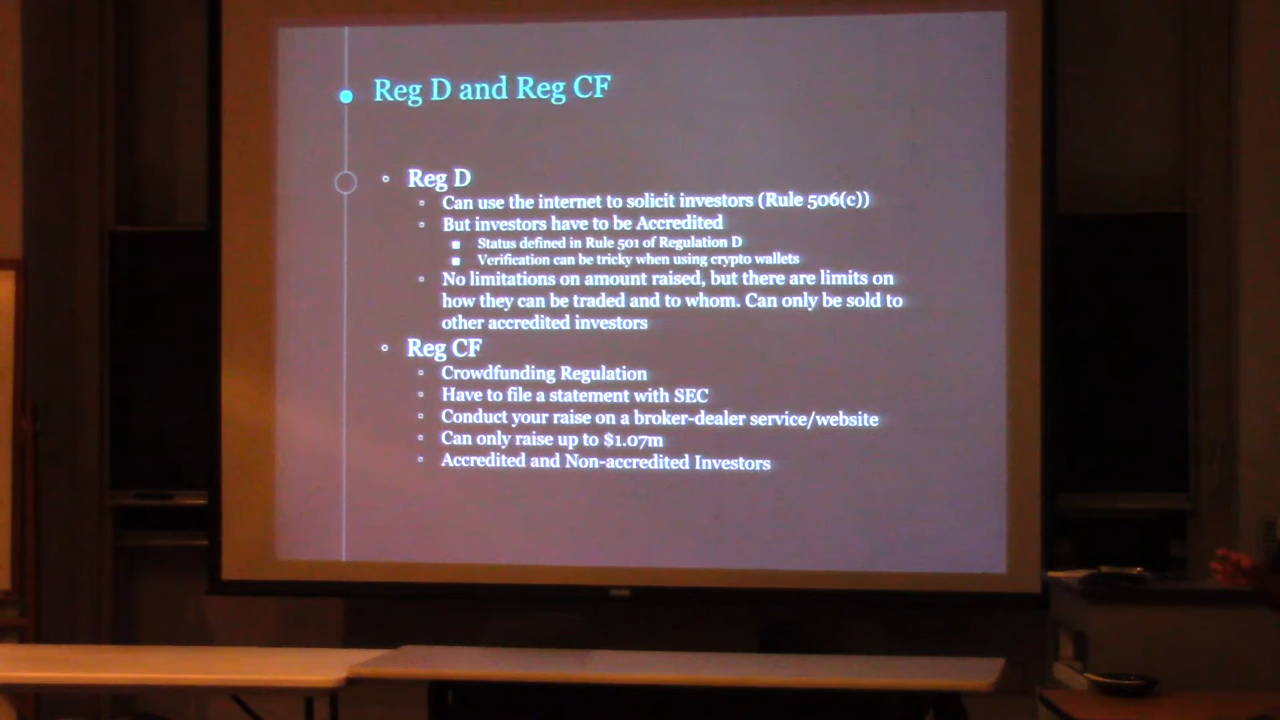 Reg D and Reg CF
Reg D
Can use the internet to solicit investors (Rule 506(c))
But investors have to be Accredited
Status defined in Rule 501 of Regulation D
Verification can be tricky when using crypto wallets
No limitations on amount raised, but there are limits on
how they can be traded and to whom. Can only be sold to
other accredited investors
Reg CF
Crowdfunding Regulation
Have to file a statement with SEC
Conduct your raise on a broker-dealer service/website
Can only raise up to $1.07m
Accredited and Non-accredited Investors